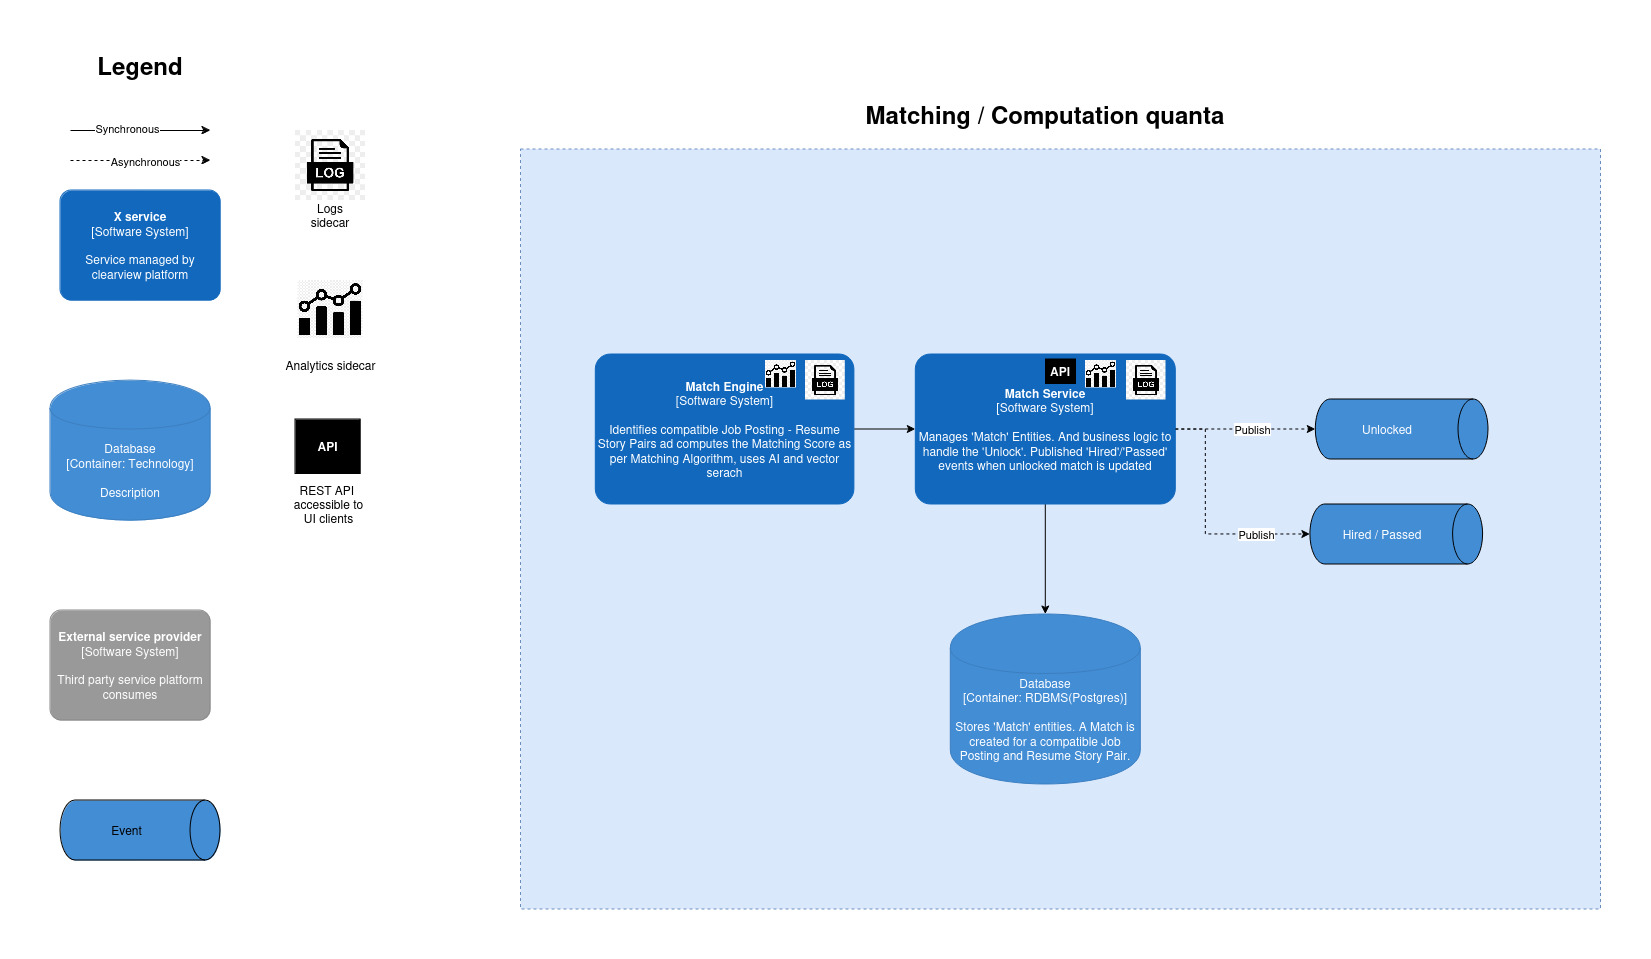 Legend
Synchronous
Asynchronous
X service
[Software System]
Service managed by
clearview platform
Database
[Container: Technology]
Description
External service provider
[Software System]
Third party service platform
consumes
Event
LOG
Logs
sidecar
Analytics sidecar
API
REST API
accessible to
UI clients
Matching / Computation quanta
LOG
Match Engine
[Software System]
Identifies compatible Job Posting - Resume
Story Pairs ad computes the Matching Score as
per Matching Algorithm, uses AI and vector
serach
API
LOG
Match Service
[Software System]
Manages 'Match' Entities. And business logic to
handle the 'Unlock'. Published 'Hired'/'Passed'
events when unlocked match is updated
Publish
Unlocked
Publish
Hired / Passed
Database
[Container: RDBMS(Postgres)]
Stores 'Match' entities. A Match is
created for a compatible Job
Posting and Resume Story Pair.